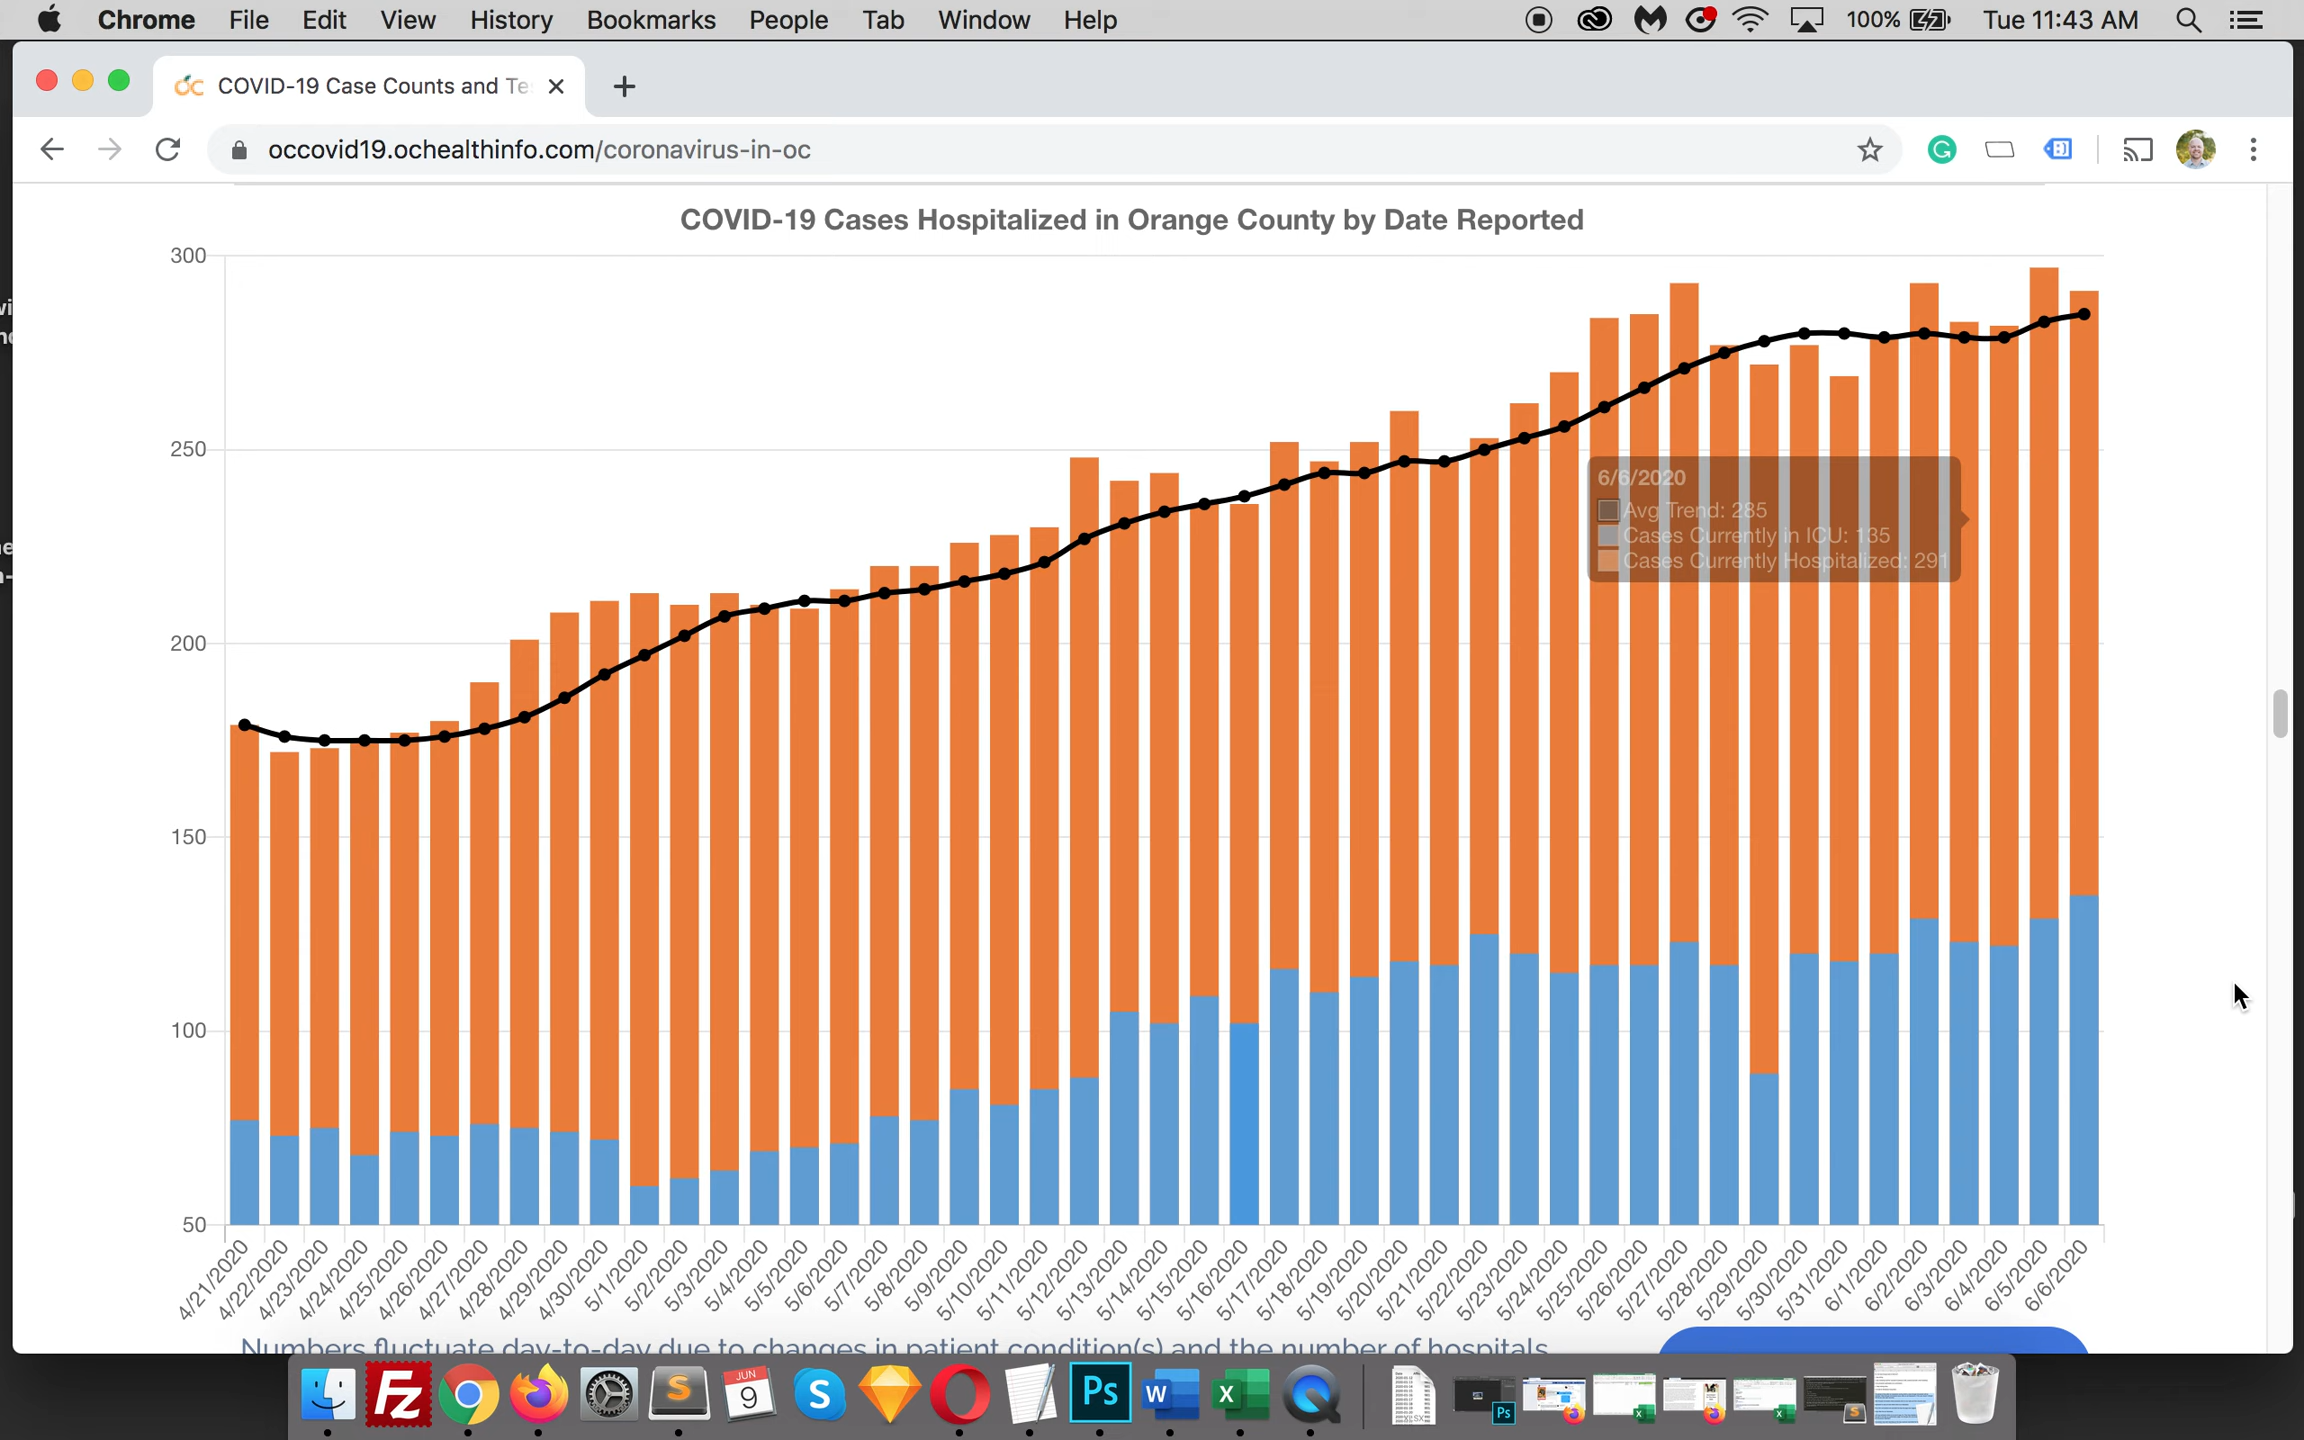 Chrome File Edit View History Bookmarks People Tab Window Help 100% Tue 11:43 AM
COVID-19 Case Counts and Te
occovid19.ochealthinfo.com/coronavirus-in-oc
COVID-19 Cases Hospitalized in Orange County by Date Reported
300
250
200
150
100
50
6/6/2020
Avg Trend: 285
Cases Currently in ICU: 135
Cases Currently Hospitalized: 291
4/21/2020 4/22/2020 4/23/2020 4/24/2020 4/25/2020 4/26/2020 4/27/2020 4/28/2020 4/29/2020 4/30/2020 5/1/2020 5/2/2020 5/3/2020 5/4/2020 5/5/2020 5/6/2020 5/7/2020 5/8/2020 5/9/2020 5/10/2020 5/11/2020 5/12/2020 5/13/2020 5/14/2020 5/15/2020 5/16/2020 5/17/2020 5/18/2020 5/19/2020 5/20/2020 5/21/2020 5/22/2020 5/23/2020 5/24/2020 5/25/2020 5/26/2020 5/27/2020 5/28/2020 5/29/2020 5/30/2020 5/31/2020 6/1/2020 6/2/2020 6/3/2020 6/4/2020 6/5/2020 6/6/2020
Numbers fluctuate day-to-day due to changes in patient condition(s) and the number of hospitals
Fz S JUN 9 S Ps W X Ps X X S